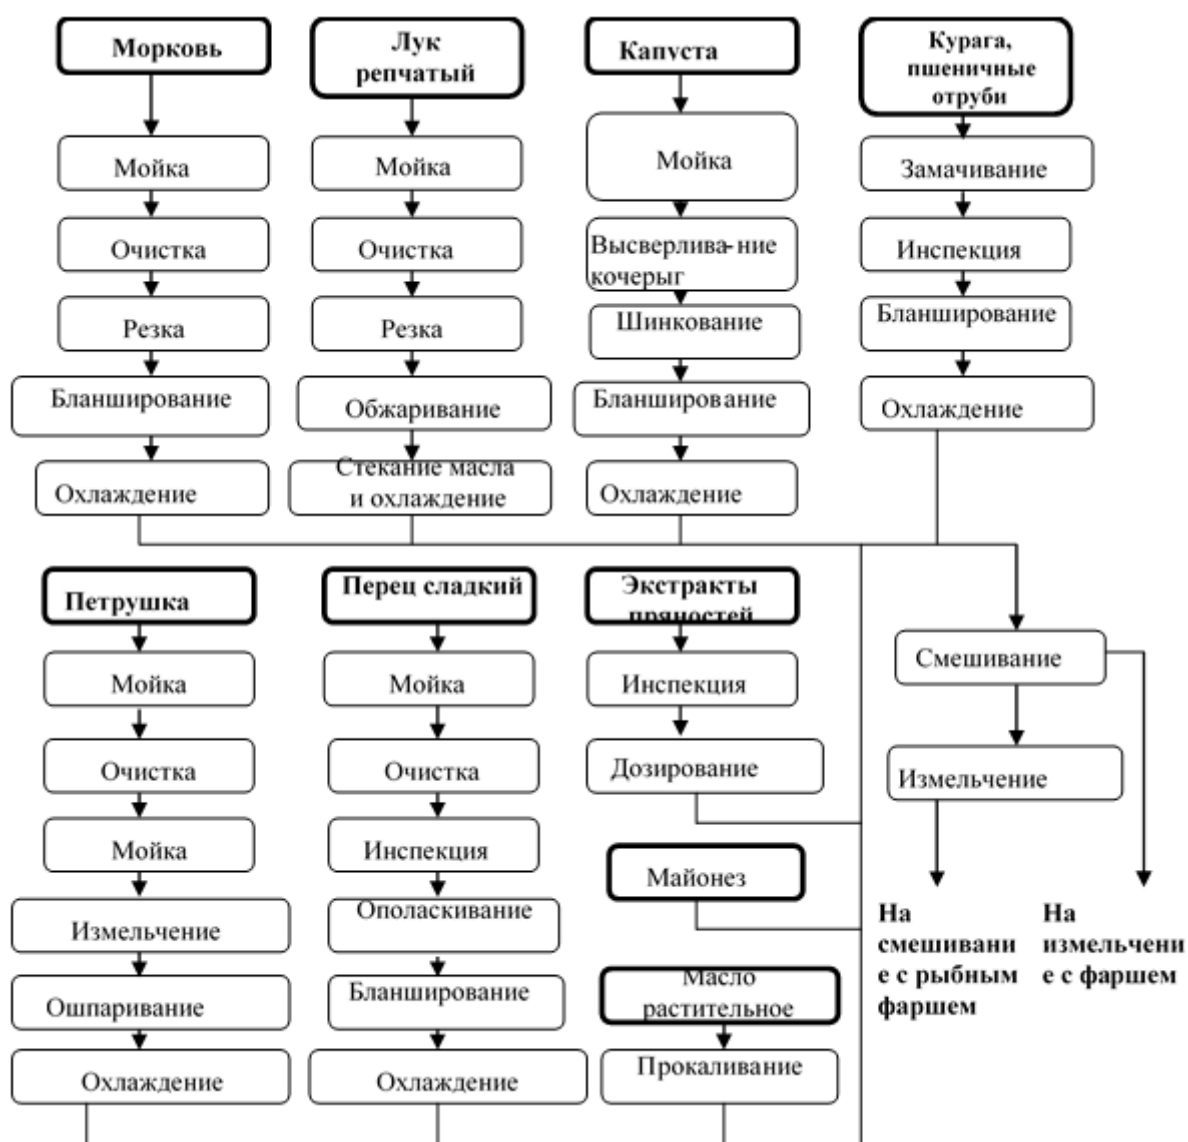 Морковь
Мойка
Очистка
Резка
Бланширование
Охлаждение
Лук
репчатый
Мойка
Очистка
Резка
Обжаривание
Стекание масла
и охлаждение
Капуста
Мойка
Высверлива-ние
кочерыг
Шинкование
Бланширование
Охлаждение
Курага,
пшеничные
отруби
Замачивание
Инспекция
Бланширование
Охлаждение
Петрушка
Мойка
Очистка
Мойка
Измельчение
Ошпаривание
Охлаждение
Перец сладкий
Мойка
Очистка
Инспекция
Ополаскивание
Бланширование
Охлаждение
Экстракты
пряностей
Инспекция
Дозирование
Майонез
Масло
растительное
Прокаливание
Смешивание
Измельчение
На
смешивани
е с рыбным
фаршем
На
измельчени
е с фаршем